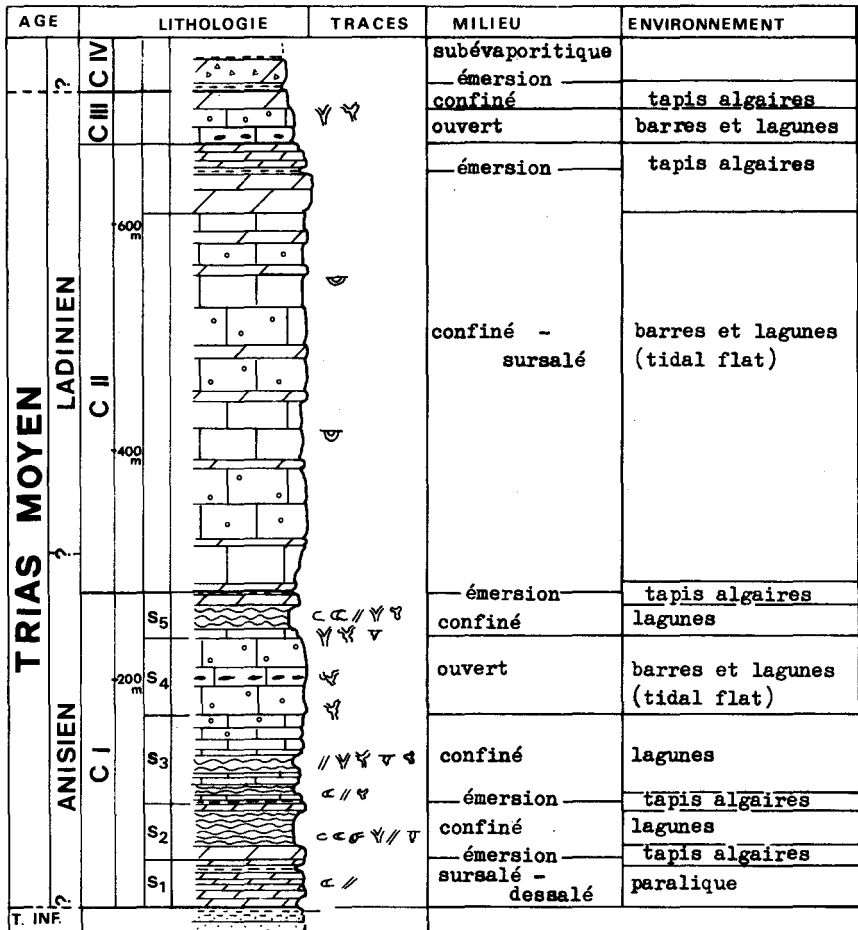 AGE LITHOLOGIE TRACES MILIEU ENVIRONNEMENT
TRIAS MOYEN
?
LADINIEN
?
ANISIEN
?
T. INF.
C IV
C III
C II
C I
600 m
400 m
200 m
S5
S4
S3
S2
S1
subévaporitique
émersion
confiné tapis algaires
ouvert barres et lagunes
émersion tapis algaires
confiné - barres et lagunes
sursalé (tidal flat)
émersion tapis algaires
confiné lagunes
ouvert barres et lagunes
(tidal flat)
confiné lagunes
émersion tapis algaires
confiné lagunes
émersion tapis algaires
sursalé - paralique
dessalé